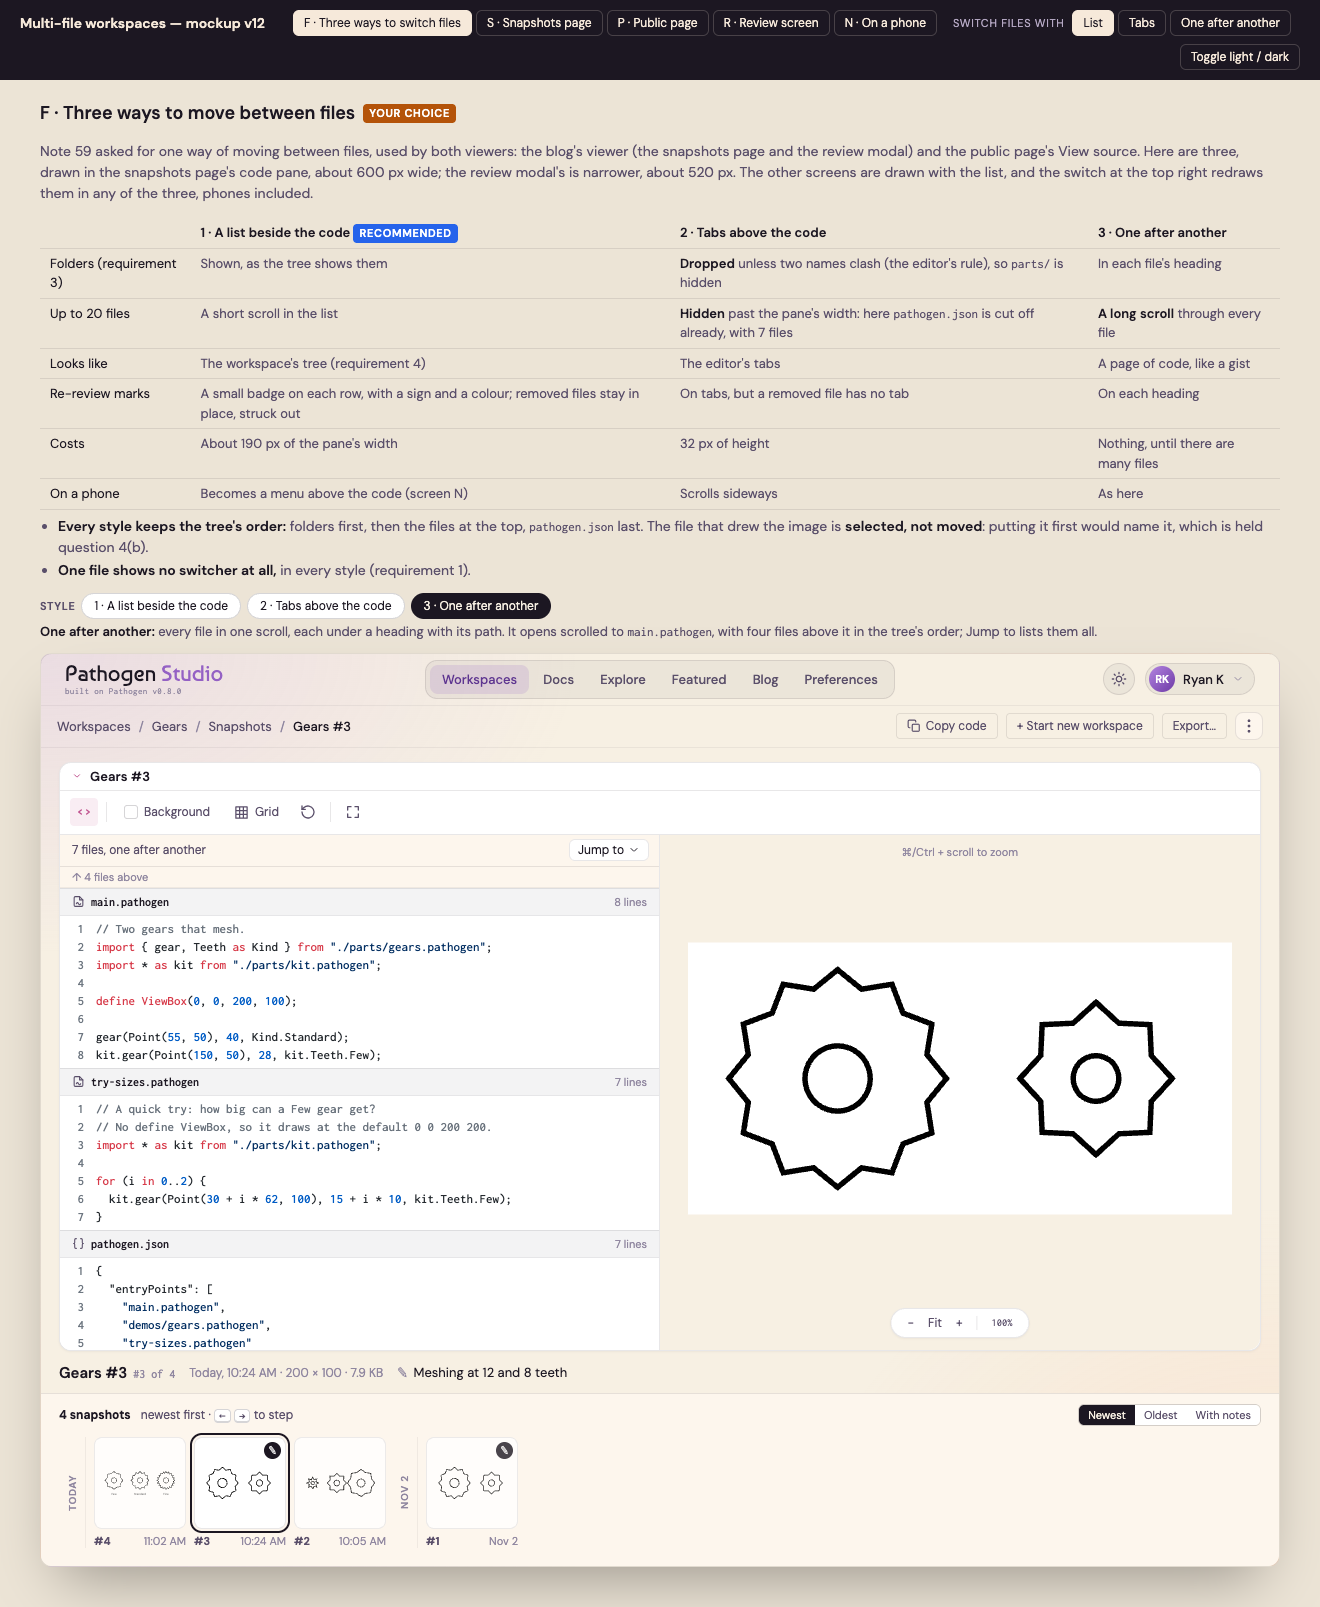 Multi-file workspaces — mockup v12
F · Three ways to switch files
S · Snapshots page
P · Public page
R · Review screen
N · On a phone
SWITCH FILES WITH
List
Tabs
One after another
Toggle light / dark
F · Three ways to move between files YOUR CHOICE
Note 59 asked for one way of moving between files, used by both viewers: the blog's viewer (the snapshots page and the review modal) and the public page's View source. Here are three,
drawn in the snapshots page's code pane, about 600 px wide; the review modal's is narrower, about 520 px. The other screens are drawn with the list, and the switch at the top right redraws
them in any of the three, phones included.
1 · A list beside the code RECOMMENDED
2 · Tabs above the code
3 · One after another
Folders (requirement
3)
Shown, as the tree shows them
Dropped unless two names clash (the editor's rule), so parts/ is
hidden
In each file's heading
Up to 20 files
A short scroll in the list
Hidden past the pane's width: here pathogen.json is cut off
already, with 7 files
A long scroll through every
file
Looks like
The workspace's tree (requirement 4)
The editor's tabs
A page of code, like a gist
Re-review marks
A small badge on each row, with a sign and a colour; removed files stay in
place, struck out
On tabs, but a removed file has no tab
On each heading
Costs
About 190 px of the pane's width
32 px of height
Nothing, until there are
many files
On a phone
Becomes a menu above the code (screen N)
Scrolls sideways
As here
• Every style keeps the tree's order: folders first, then the files at the top, pathogen.json last. The file that drew the image is selected, not moved: putting it first would name it, which is held
question 4(b).
• One file shows no switcher at all, in every style (requirement 1).
STYLE
1 · A list beside the code
2 · Tabs above the code
3 · One after another
One after another: every file in one scroll, each under a heading with its path. It opens scrolled to main.pathogen, with four files above it in the tree's order; Jump to lists them all.
Pathogen Studio
built on Pathogen v0.8.0
Workspaces
Docs
Explore
Featured
Blog
Preferences
RK
Ryan K
Workspaces / Gears / Snapshots / Gears #3
Copy code
+ Start new workspace
Export…
Gears #3
Background
Grid
7 files, one after another
Jump to
↑ 4 files above
⌘/Ctrl + scroll to zoom
main.pathogen
8 lines
1 // Two gears that mesh.
2 import { gear, Teeth as Kind } from "./parts/gears.pathogen";
3 import * as kit from "./parts/kit.pathogen";
4
5 define ViewBox(0, 0, 200, 100);
6
7 gear(Point(55, 50), 40, Kind.Standard);
8 kit.gear(Point(150, 50), 28, kit.Teeth.Few);
try-sizes.pathogen
7 lines
1 // A quick try: how big can a Few gear get?
2 // No define ViewBox, so it draws at the default 0 0 200 200.
3 import * as kit from "./parts/kit.pathogen";
4
5 for (i in 0..2) {
6 kit.gear(Point(30 + i * 62, 100), 15 + i * 10, kit.Teeth.Few);
7 }
{} pathogen.json
7 lines
1 {
2 "entryPoints": [
3 "main.pathogen",
4 "demos/gears.pathogen",
5 "try-sizes.pathogen"
− Fit + 100%
Gears #3 #3 of 4 Today, 10:24 AM · 200 × 100 · 7.9 KB ✎ Meshing at 12 and 8 teeth
4 snapshots newest first · ← → to step
Newest
Oldest
With notes
TODAY
#4 11:02 AM
#3 10:24 AM
#2 10:05 AM
NOV 2
#1 Nov 2